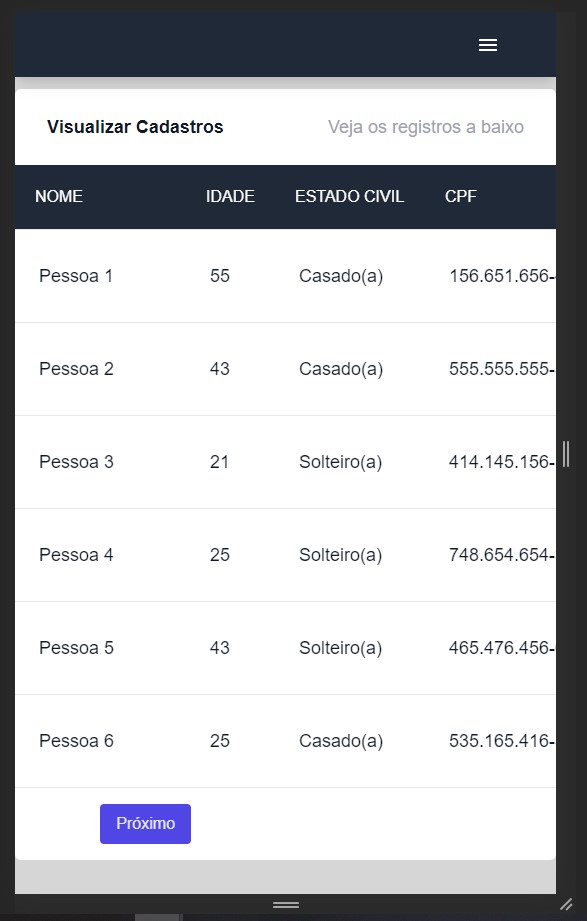 Visualizar Cadastros Veja os registros a baixo
NOME IDADE ESTADO CIVIL CPF
Pessoa 1 55 Casado(a) 156.651.656-
Pessoa 2 43 Casado(a) 555.555.555-
Pessoa 3 21 Solteiro(a) 414.145.156-
Pessoa 4 25 Solteiro(a) 748.654.654-
Pessoa 5 43 Solteiro(a) 465.476.456-
Pessoa 6 25 Casado(a) 535.165.416-
Próximo